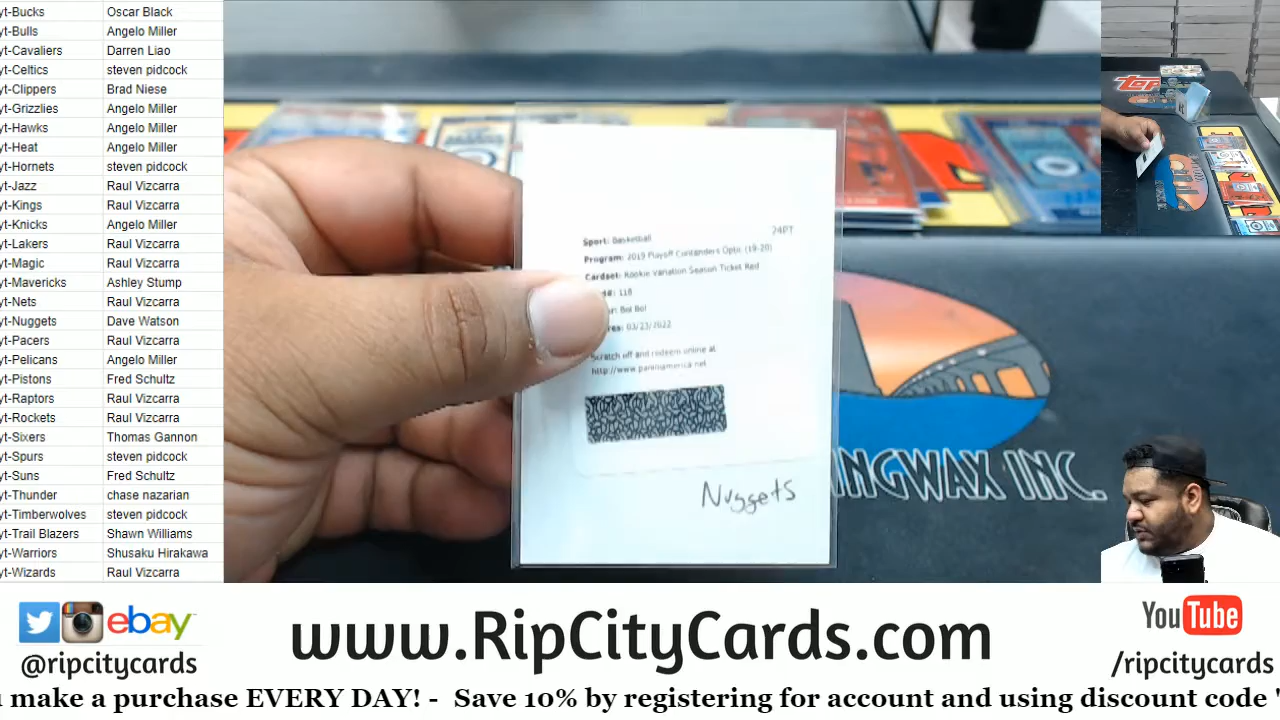 yt-Bucks Oscar Black
yt-Bulls Angelo Miller
yt-Cavaliers Darren Liao
yt-Celtics steven pidcock
yt-Clippers Brad Niese
yt-Grizzlies Angelo Miller
yt-Hawks Angelo Miller
yt-Heat Angelo Miller
yt-Hornets steven pidcock
yt-Jazz Raul Vizcarra
yt-Kings Raul Vizcarra
yt-Knicks Angelo Miller
yt-Lakers Raul Vizcarra
yt-Magic Raul Vizcarra
yt-Mavericks Ashley Stump
yt-Nets Raul Vizcarra
yt-Nuggets Dave Watson
yt-Pacers Raul Vizcarra
yt-Pelicans Angelo Miller
yt-Pistons Fred Schultz
yt-Raptors Raul Vizcarra
yt-Rockets Raul Vizcarra
yt-Sixers Thomas Gannon
yt-Spurs steven pidcock
yt-Suns Fred Schultz
yt-Thunder chase nazarian
yt-Timberwolves steven pidcock
yt-Trail Blazers Shawn Williams
yt-Warriors Shusaku Hirakawa
yt-Wizards Raul Vizcarra
24PT
Sport: Basketball
Program: 2019 Playoff Contenders Optic (19-20)
Cardset: Rookie Variation Season Ticket Red
#: 118
Bol Bol
03/23/2022
Scratch off and redeem online at
http://www.paniniamerica.net
Nuggets
INGWAX INC.
Topps
ebay
@ripcitycards
www.RipCityCards.com
YouTube
/ripcitycards
make a purchase EVERY DAY! - Save 10% by registering for account and using discount code '